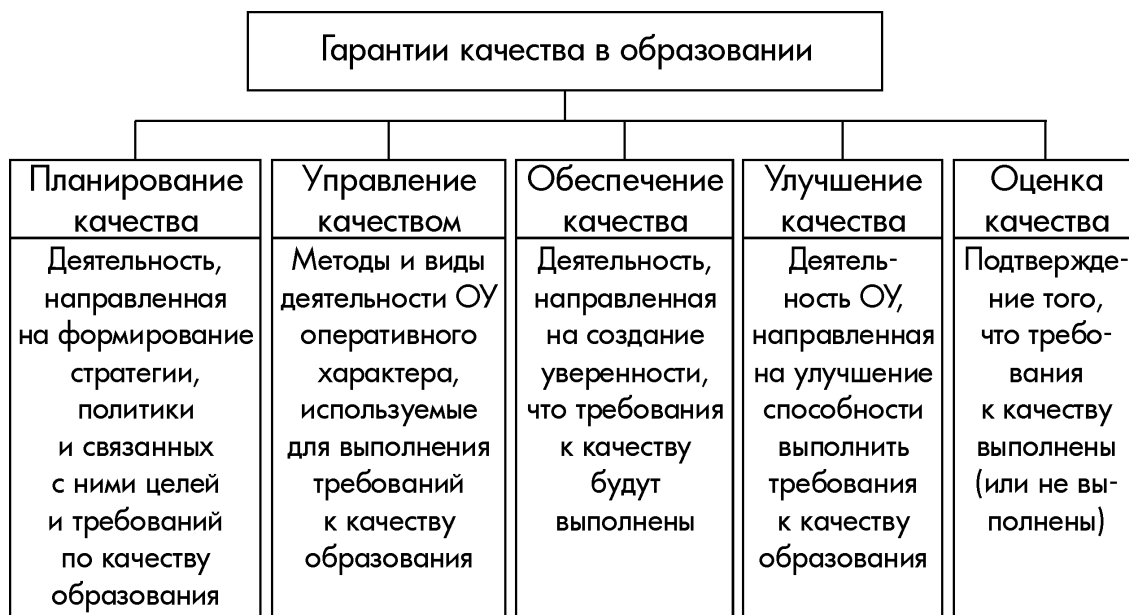 Гарантии качества в образовании
Планирование
качества
Деятельность,
направленная
на формирование
стратегии,
политики
и связанных
с ними целей
и требований
по качеству
образования
Управление
качеством
Методы и виды
деятельности ОУ
оперативного
характера,
используемые
для выполнения
требований
к качеству
образования
Обеспечение
качества
Деятельность,
направленная
на создание
уверенности,
что требования
к качеству
будут
выполнены
Улучшение
качества
Деятель-
ность ОУ,
направленная
на улучшение
способности
выполнить
требования
к качеству
образования
Оценка
качества
Подтвержде-
ние того,
что требо-
вания
к качеству
выполнены
(или не вы-
полнены)